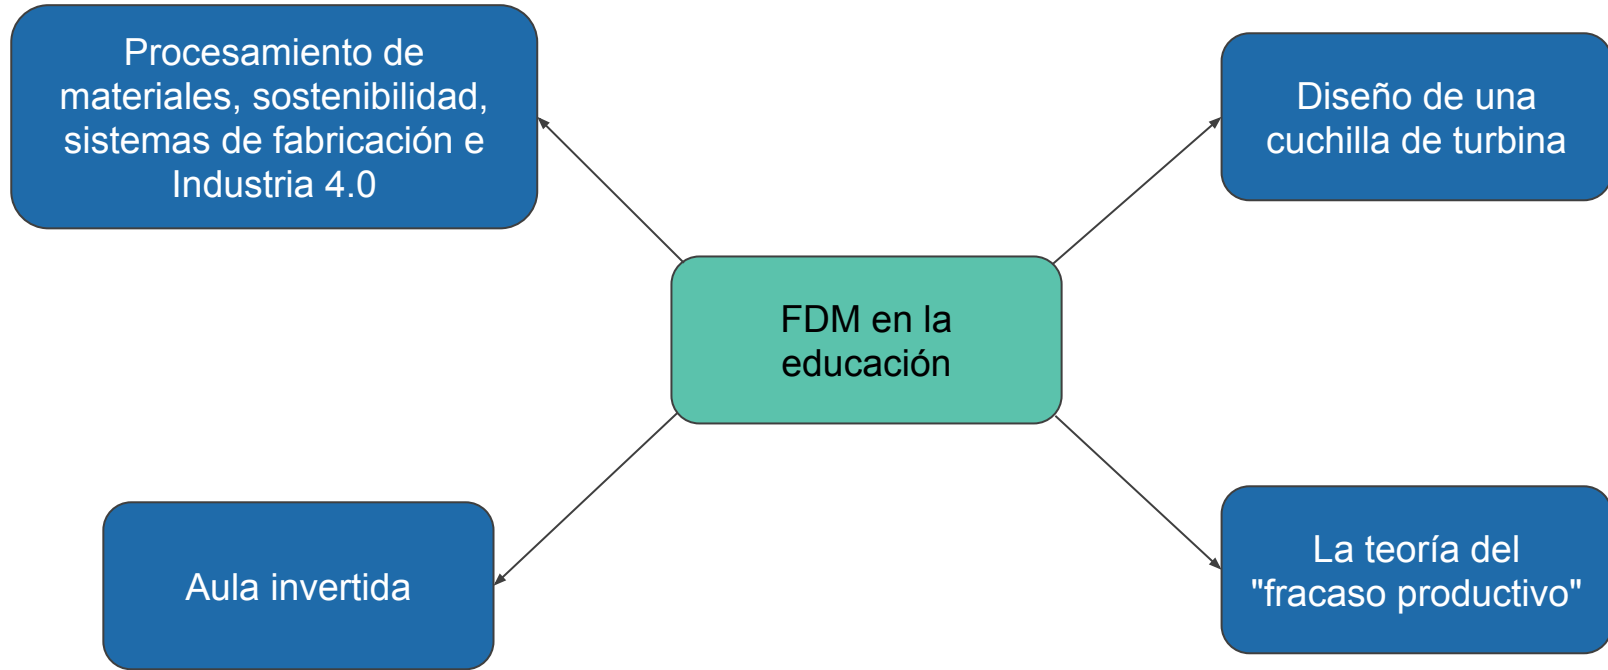 Procesamiento de
materiales, sostenibilidad,
sistemas de fabricación e
Industria 4.0
Diseño de una
cuchilla de turbina
FDM en la
educación
Aula invertida
La teoría del
"fracaso productivo"